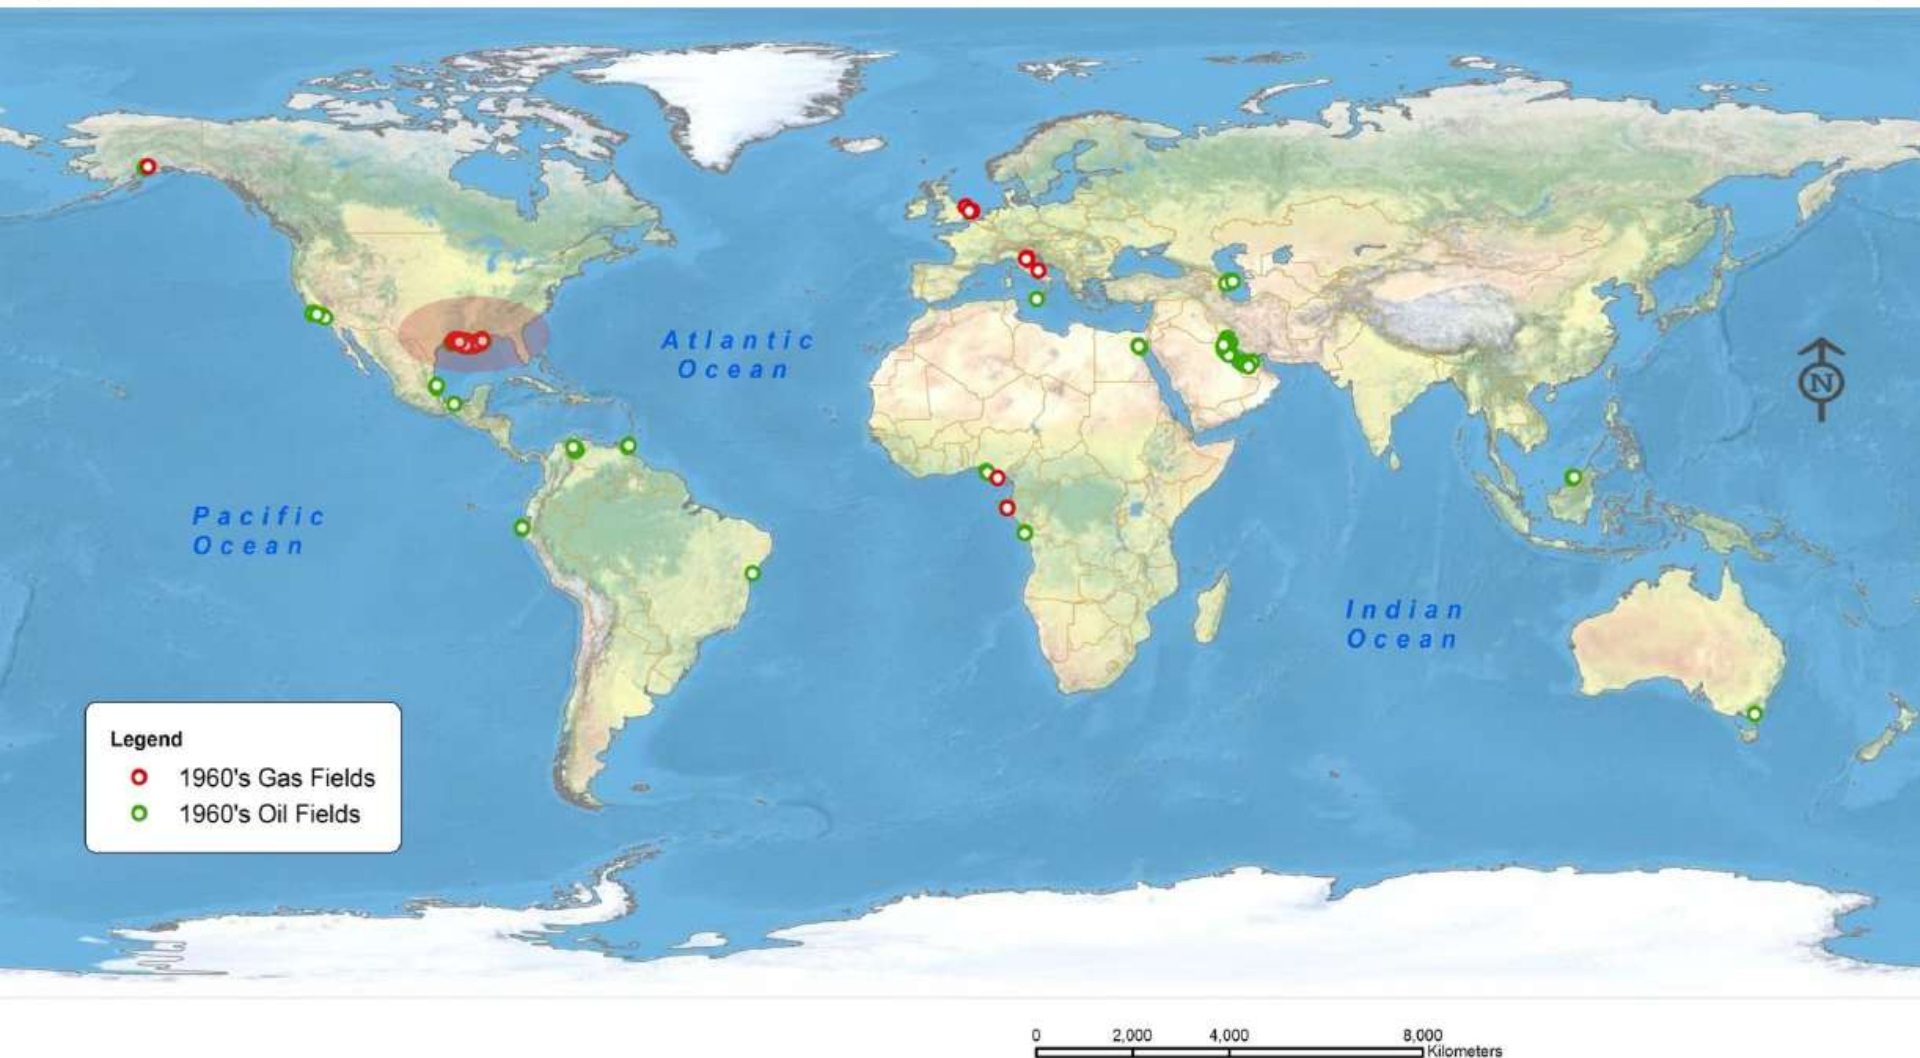 Atlantic
Ocean
N
Pacific
Ocean
Indian
Ocean
Legend
1960's Gas Fields
1960's Oil Fields
0 2,000 4,000 8,000
Kilometers